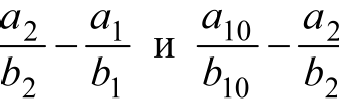 a₂/b₂ − a₁/b₁ и a₁₀/b₁₀ − a₂/b₂